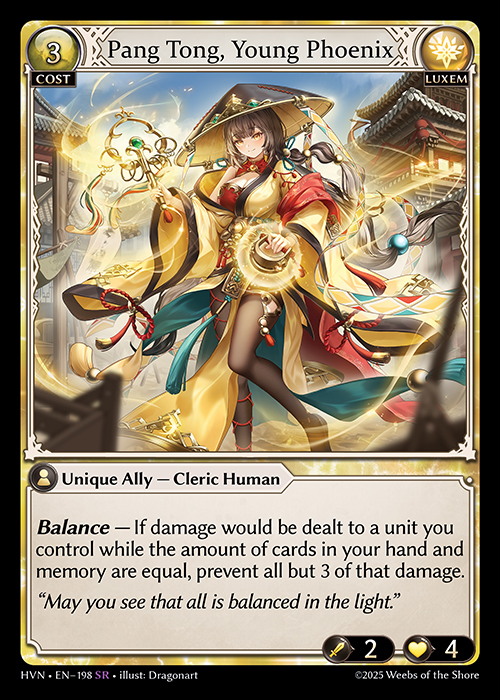 3
COST
Pang Tong, Young Phoenix
LUXEM
Unique Ally — Cleric Human
Balance — If damage would be dealt to a unit you
control while the amount of cards in your hand and
memory are equal, prevent all but 3 of that damage.
“May you see that all is balanced in the light.”
2
4
HVN • EN–198 SR • illust: Dragonart
©2025 Weebs of the Shore